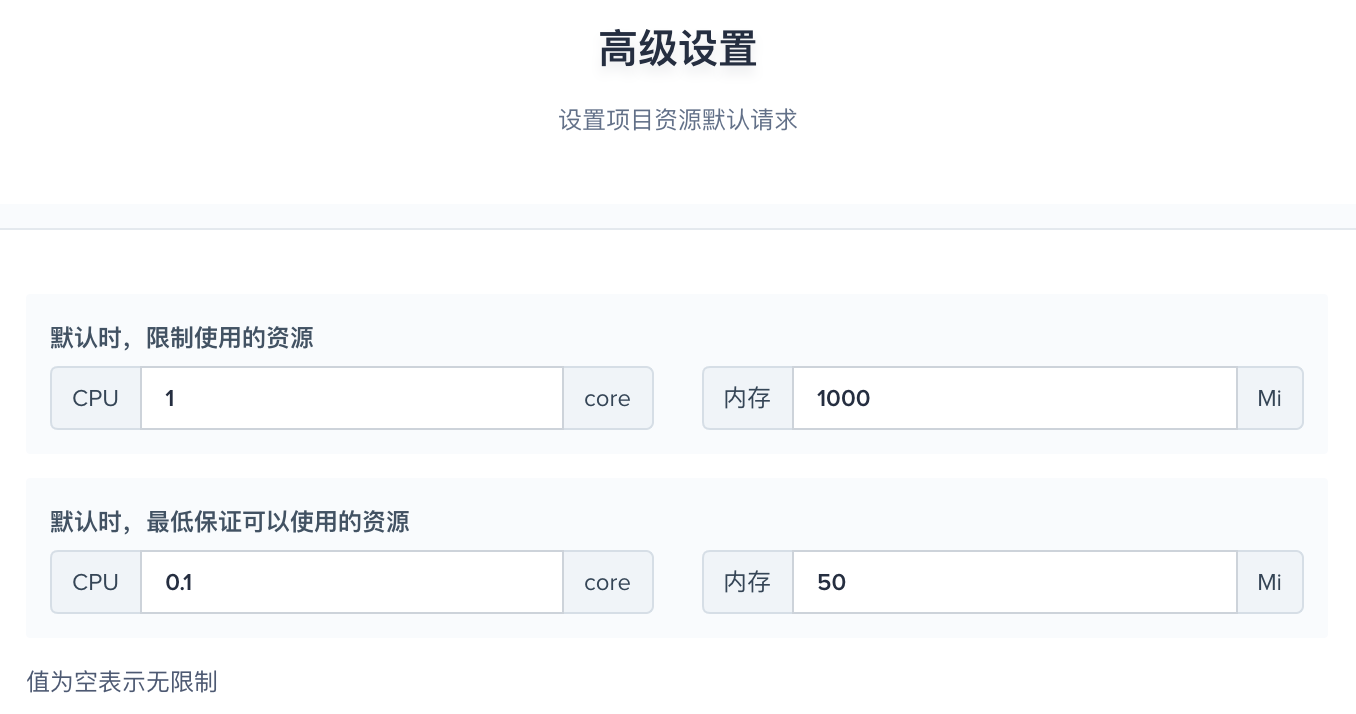 高级设置
设置项目资源默认请求
默认时，限制使用的资源
CPU 1 core 内存 1000 Mi
默认时，最低保证可以使用的资源
CPU 0.1 core 内存 50 Mi
值为空表示无限制